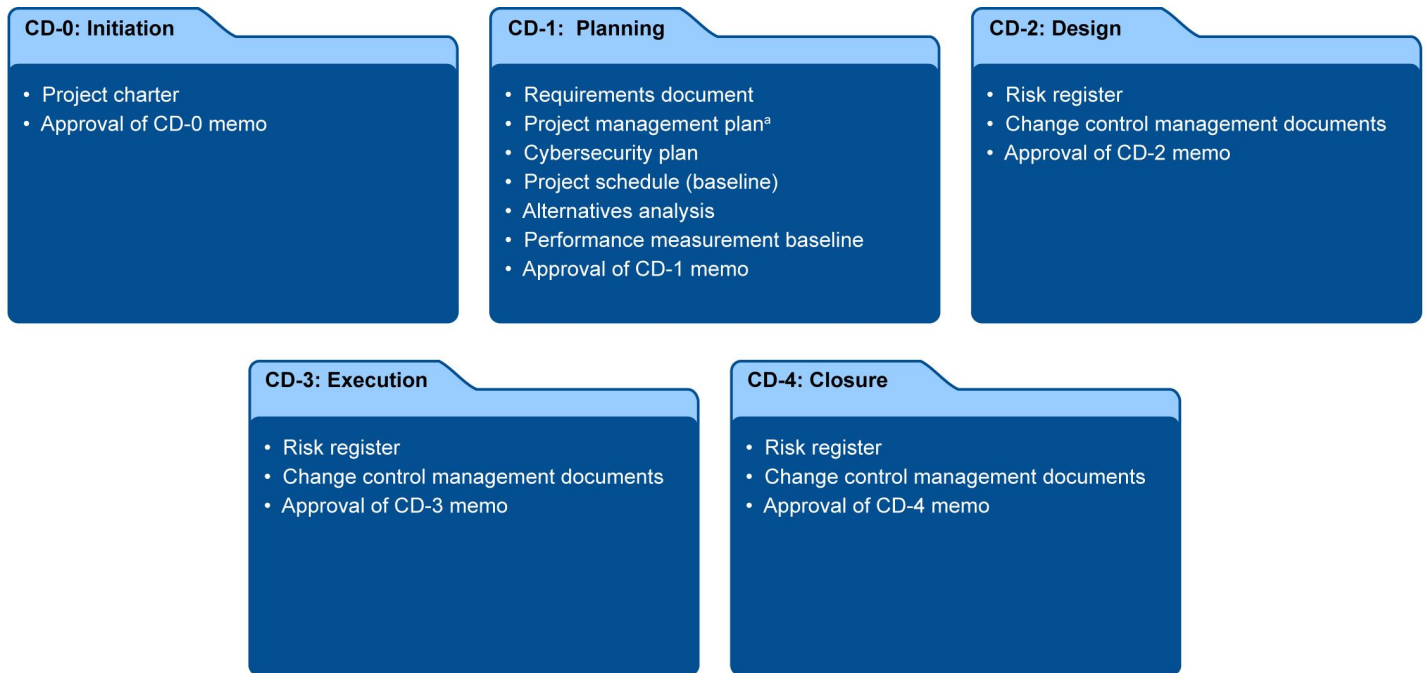 CD-0: Initiation
• Project charter
• Approval of CD-0 memo
CD-1:  Planning
• Requirements document
• Project management planᵃ
• Cybersecurity plan
• Project schedule (baseline)
• Alternatives analysis
• Performance measurement baseline
• Approval of CD-1 memo
CD-2: Design
• Risk register
• Change control management documents
• Approval of CD-2 memo
CD-3: Execution
• Risk register
• Change control management documents
• Approval of CD-3 memo
CD-4: Closure
• Risk register
• Change control management documents
• Approval of CD-4 memo